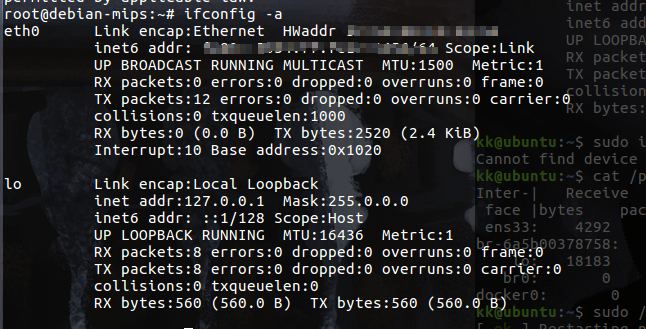 permitted by applicable law.
root@debian-mips:~# ifconfig -a
eth0 Link encap:Ethernet HWaddr
inet6 addr: Scope:Link
UP BROADCAST RUNNING MULTICAST MTU:1500 Metric:1
RX packets:0 errors:0 dropped:0 overruns:0 frame:0
TX packets:12 errors:0 dropped:0 overruns:0 carrier:0
collisions:0 txqueuelen:1000
RX bytes:0 (0.0 B) TX bytes:2520 (2.4 KiB)
Interrupt:10 Base address:0x1020
lo Link encap:Local Loopback
inet addr:127.0.0.1 Mask:255.0.0.0
inet6 addr: ::1/128 Scope:Host
UP LOOPBACK RUNNING MTU:16436 Metric:1
RX packets:8 errors:0 dropped:0 overruns:0 frame:0
TX packets:8 errors:0 dropped:0 overruns:0 carrier:0
collisions:0 txqueuelen:0
RX bytes:560 (560.0 B) TX bytes:560 (560.0 B)
inet addr
inet6 addr
UP LOOPBA
RX packet
TX packet
collision
RX bytes:
kk@ubuntu:~$ sudo i
Cannot find device
kk@ubuntu:~$ cat /p
Inter-| Receive
face |bytes pac
ens33: 4292
br-6a5b00378758:
18183
br0: 0
docker0: 0
kk@ubuntu:~$ sudo /